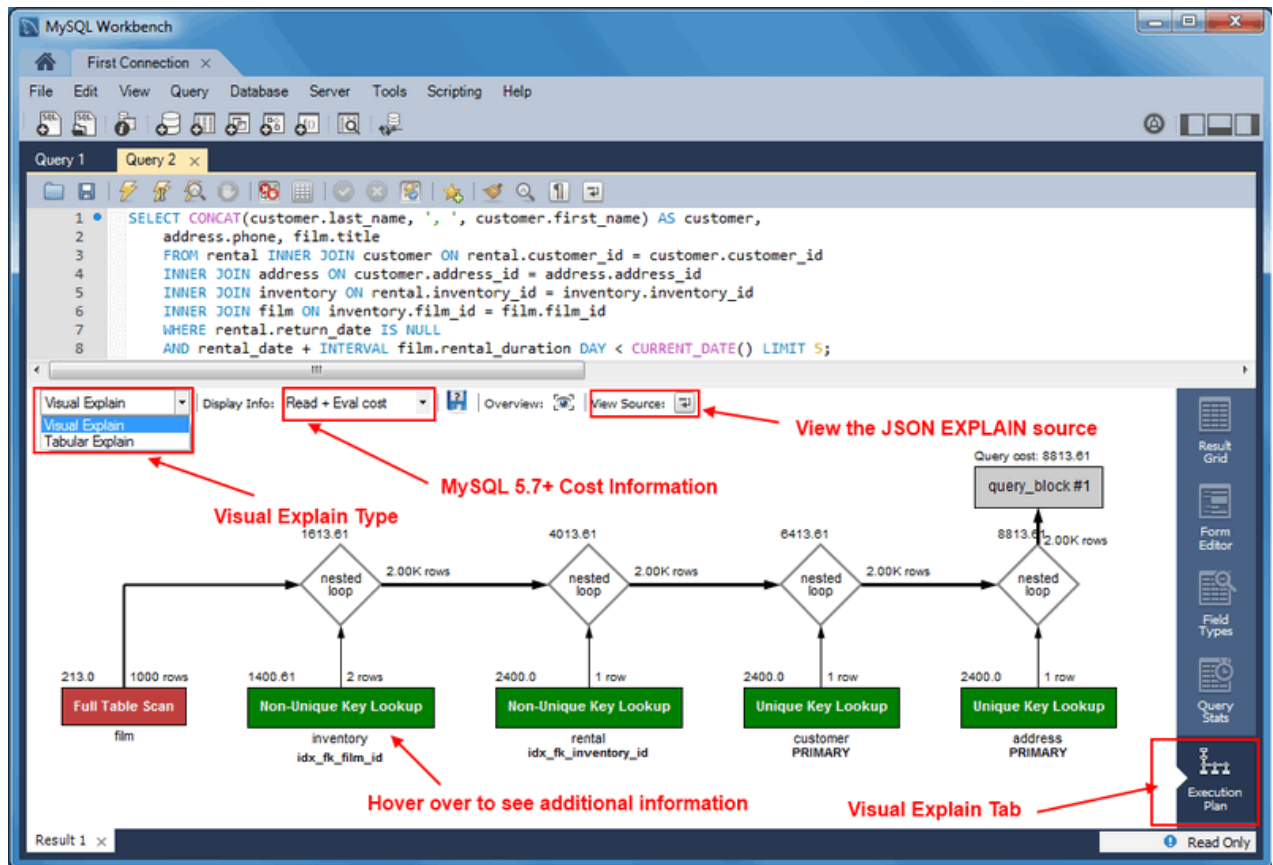 MySQL Workbench
First Connection ×
File Edit View Query Database Server Tools Scripting Help
Query 1 Query 2 ×
1 SELECT CONCAT(customer.last_name, ', ', customer.first_name) AS customer,
2 address.phone, film.title
3 FROM rental INNER JOIN customer ON rental.customer_id = customer.customer_id
4 INNER JOIN address ON customer.address_id = address.address_id
5 INNER JOIN inventory ON rental.inventory_id = inventory.inventory_id
6 INNER JOIN film ON inventory.film_id = film.film_id
7 WHERE rental.return_date IS NULL
8 AND rental_date + INTERVAL film.rental_duration DAY < CURRENT_DATE() LIMIT 5;
Visual Explain Display Info: Read + Eval cost Overview: View Source:
Visual Explain
Tabular Explain
View the JSON EXPLAIN source
MySQL 5.7+ Cost Information
Visual Explain Type
Query cost: 8813.61
query_block #1
1613.61 4013.61 6413.61 8813.61 2.00K rows
nested loop 2.00K rows nested loop 2.00K rows nested loop 2.00K rows nested loop
213.0 1000 rows 1400.61 2 rows 2400.0 1 row 2400.0 1 row 2400.0 1 row
Full Table Scan Non-Unique Key Lookup Non-Unique Key Lookup Unique Key Lookup Unique Key Lookup
film inventory rental customer address
idx_fk_film_id idx_fk_inventory_id PRIMARY PRIMARY
Hover over to see additional information
Visual Explain Tab
Result Grid
Form Editor
Field Types
Query Stats
Execution Plan
Result 1 ×
Read Only